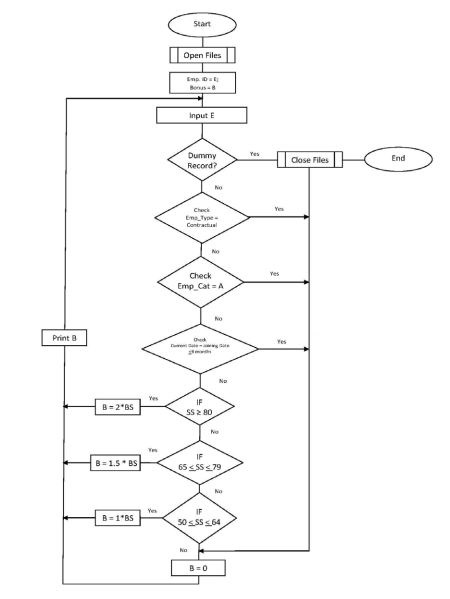 Start
Open Files
Emp. ID = E;
Bonus = B
Input E
Dummy
Record?
Yes
Close Files
End
No
Check
Emp_Type =
Contractual
Yes
No
Check
Emp_Cat = A
Yes
No
Check
Current Date – Joining Date
Yes
No
Print B
IF
SS ≥ 80
Yes
B = 2*BS
No
IF
65 ≤ SS ≤ 79
Yes
B = 1.5 * BS
No
IF
50 ≤ SS ≤ 64
Yes
B = 1*BS
No
B = 0